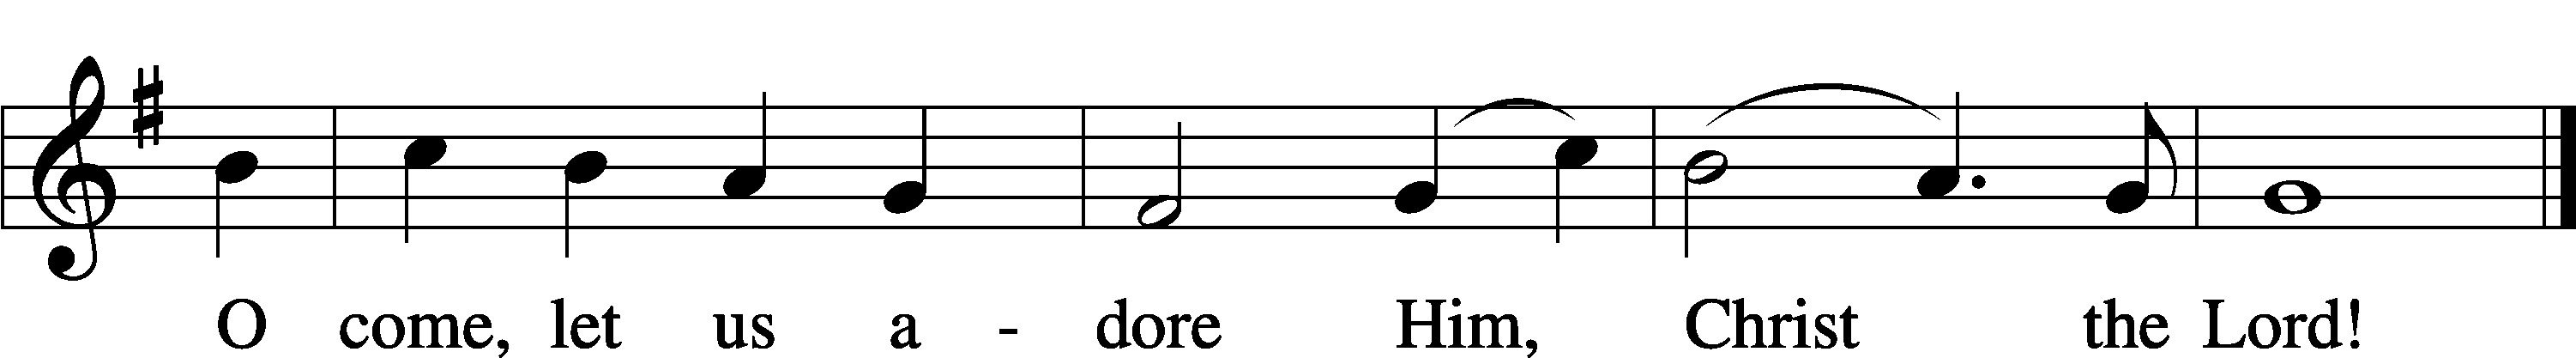 O come, let us a - dore Him, Christ the Lord!